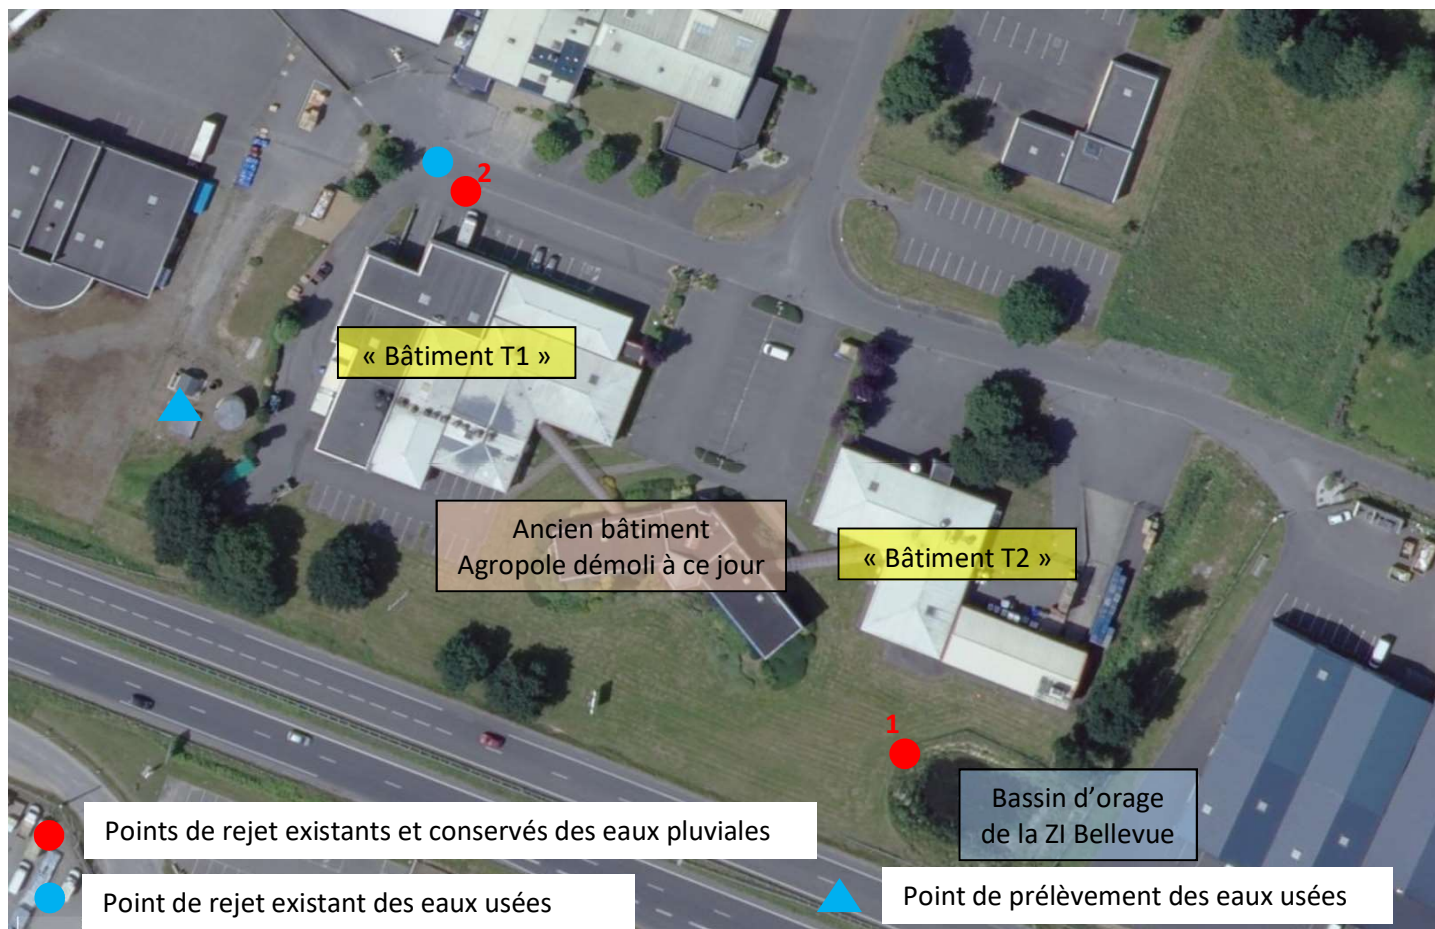 2
« Bâtiment T1 »
Ancien bâtiment
Agropole démoli à ce jour
« Bâtiment T2 »
1
Bassin d'orage
de la ZI Bellevue
Points de rejet existants et conservés des eaux pluviales
Point de rejet existant des eaux usées
Point de prélèvement des eaux usées